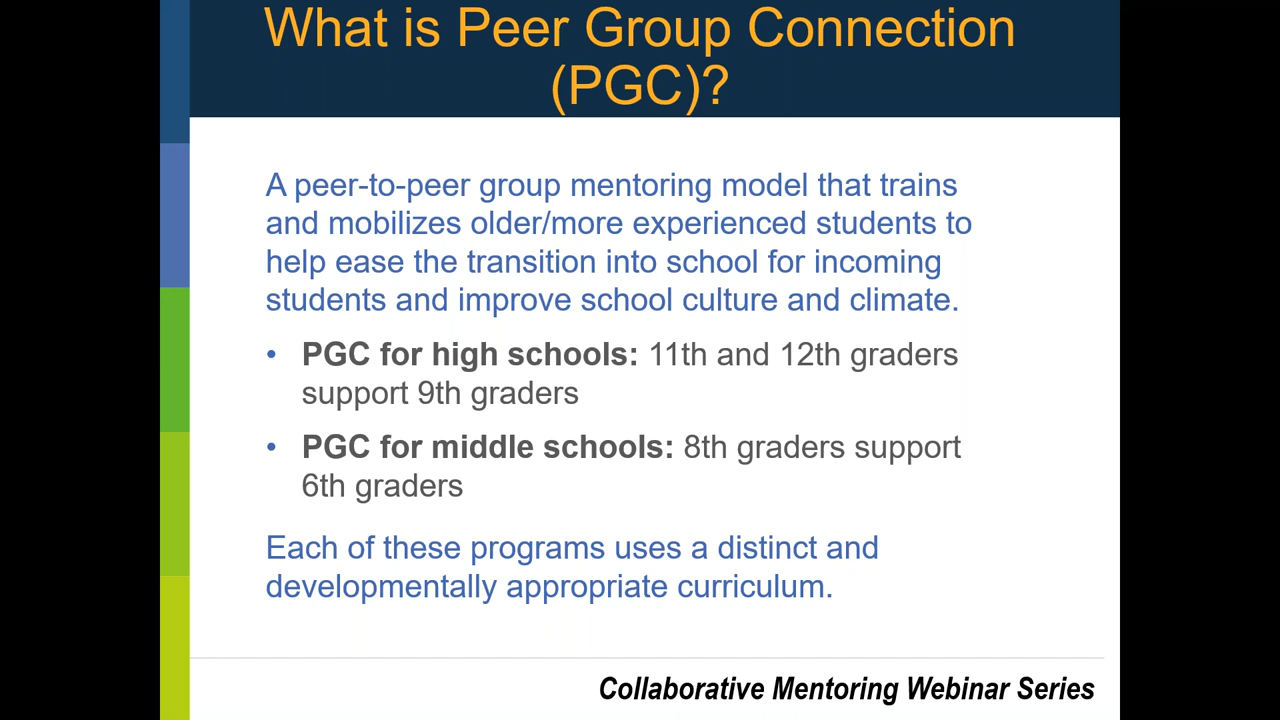 What is Peer Group Connection
(PGC)?
A peer-to-peer group mentoring model that trains
and mobilizes older/more experienced students to
help ease the transition into school for incoming
students and improve school culture and climate.
• PGC for high schools: 11th and 12th graders
support 9th graders
• PGC for middle schools: 8th graders support
6th graders
Each of these programs uses a distinct and
developmentally appropriate curriculum.
Collaborative Mentoring Webinar Series